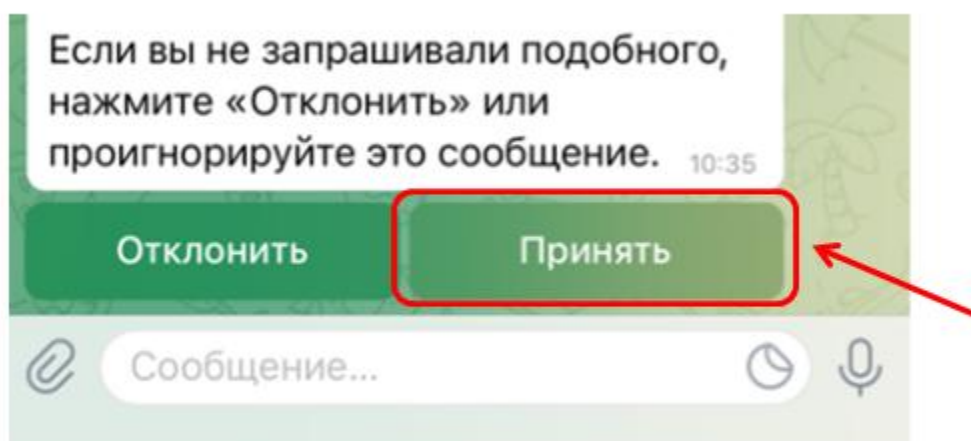 Если вы не запрашивали подобного,
нажмите «Отклонить» или
проигнорируйте это сообщение. 10:35
Отклонить Принять
Сообщение...